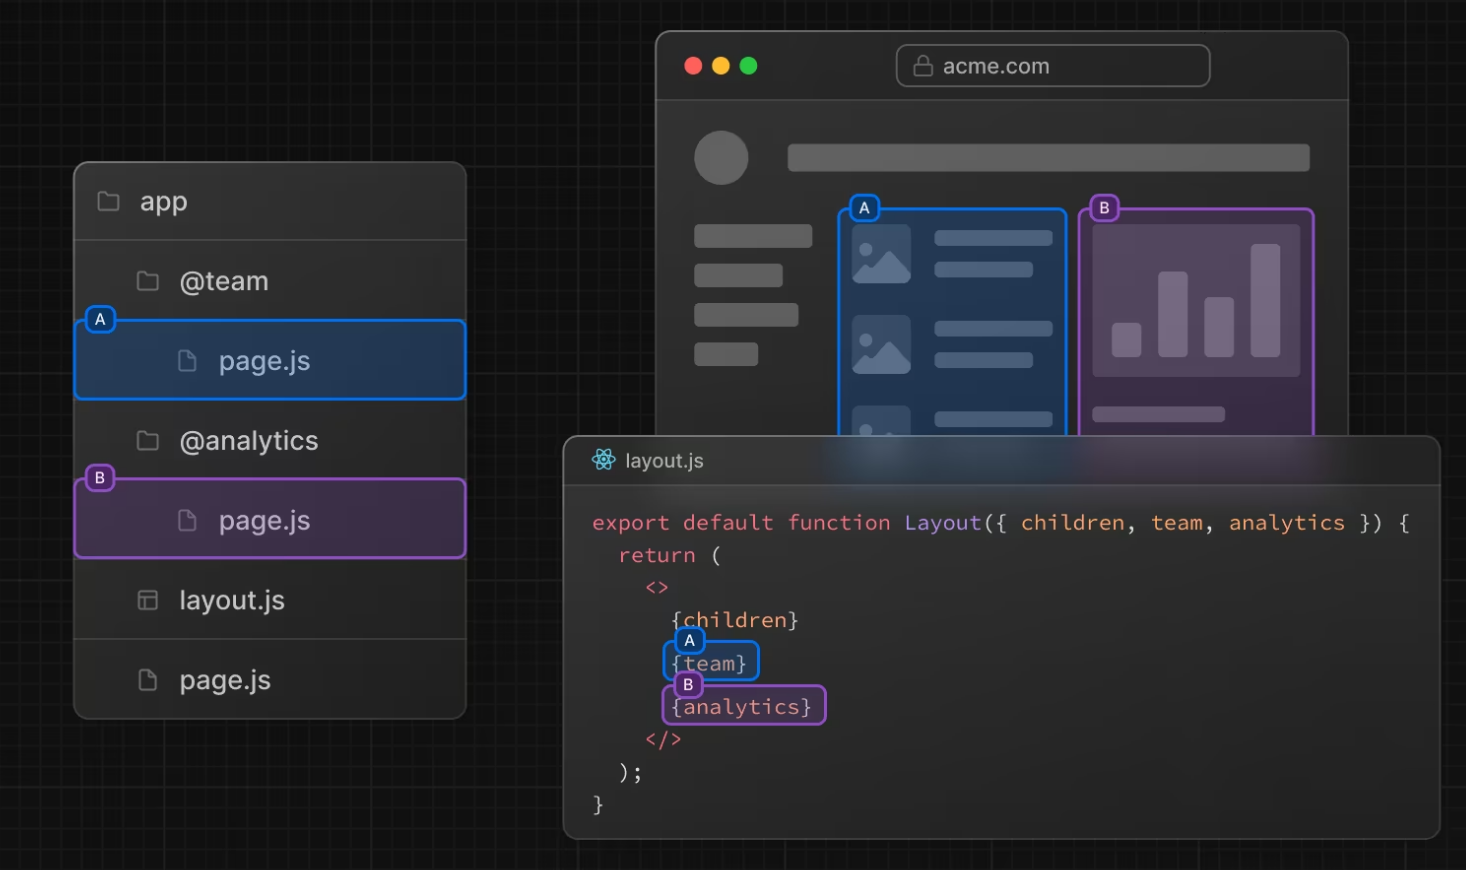 app
@team
A
page.js
@analytics
B
page.js
layout.js
page.js
acme.com
A
B
layout.js
export default function Layout({ children, team, analytics }) {
return (
<>
{children}
A
{team}
B
{analytics}
</>
);
}